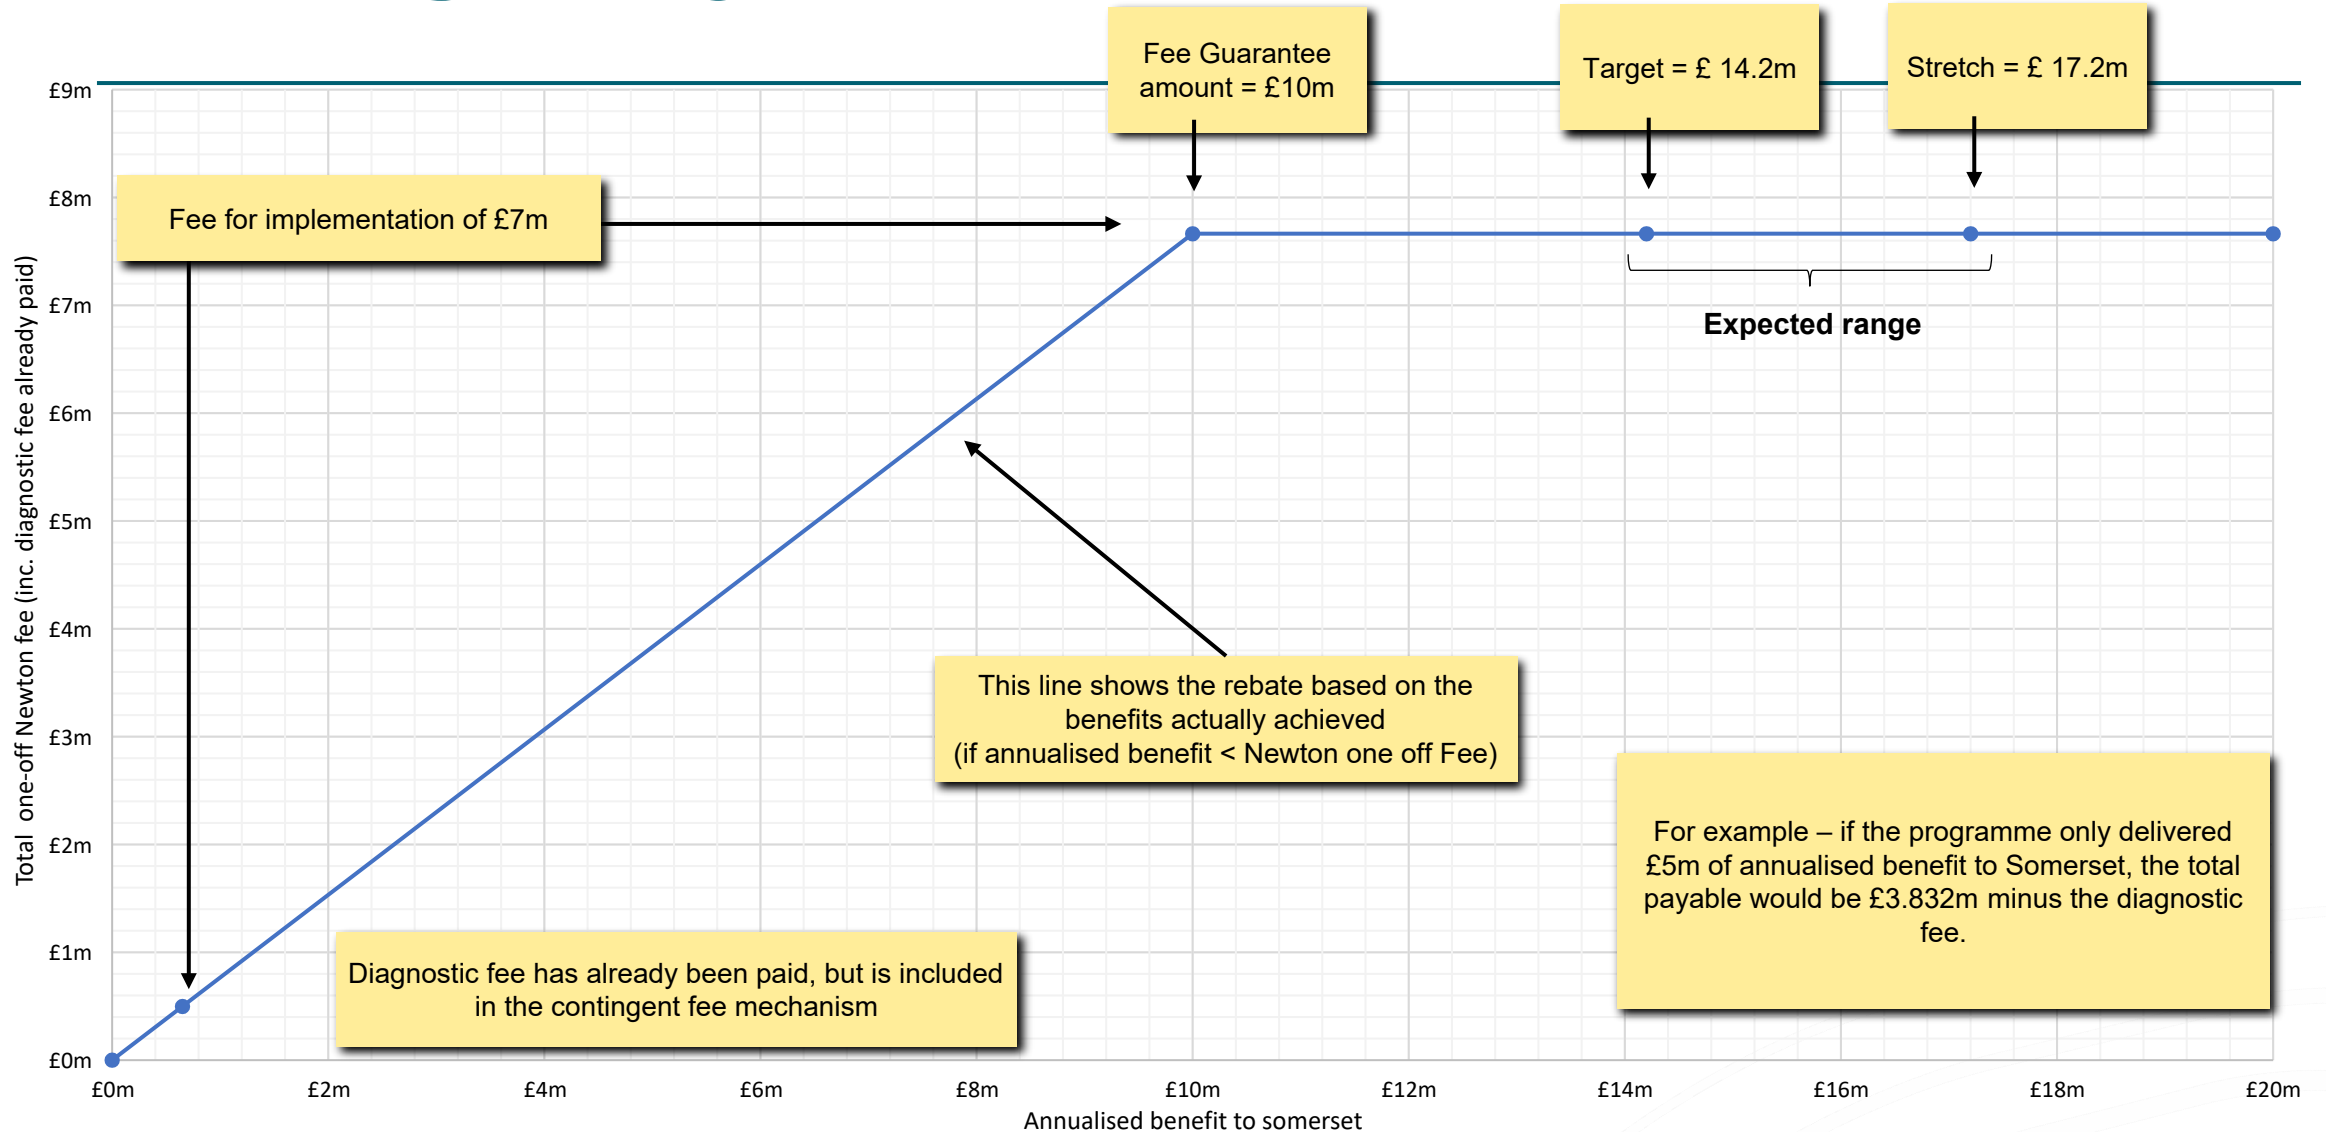 Fee Guarantee
amount = £10m
Target = £ 14.2m
Stretch = £ 17.2m
£9m
£8m
£7m
£6m
£5m
£4m
£3m
£2m
£1m
£0m
Total one-off Newton fee (inc. diagnostic fee already paid)
Fee for implementation of £7m
Expected range
This line shows the rebate based on the
benefits actually achieved
(if annualised benefit < Newton one off Fee)
For example – if the programme only delivered
£5m of annualised benefit to Somerset, the total
payable would be £3.832m minus the diagnostic
fee.
Diagnostic fee has already been paid, but is included
in the contingent fee mechanism
£0m £2m £4m £6m £8m £10m £12m £14m £16m £18m £20m
Annualised benefit to somerset